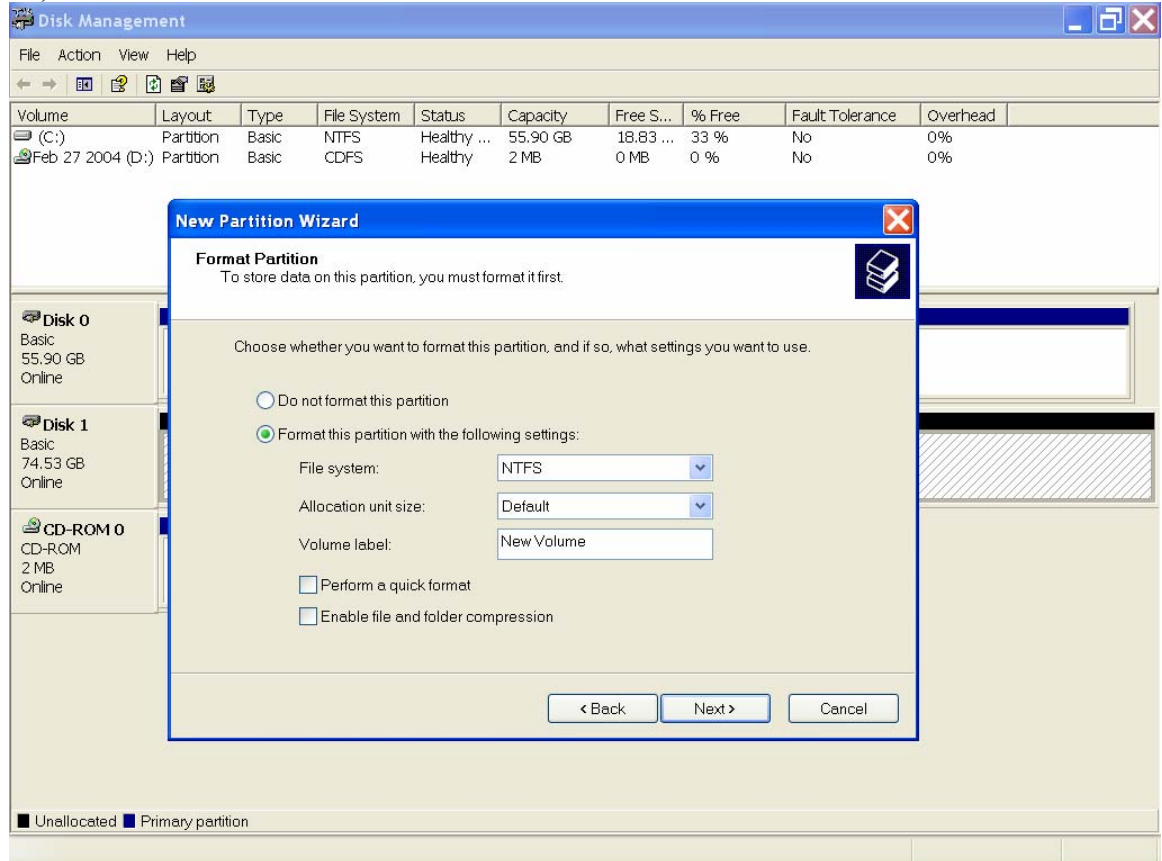 Disk Management
File Action View Help
Volume Layout Type File System Status Capacity Free S... % Free Fault Tolerance Overhead
(C:) Partition Basic NTFS Healthy ... 55.90 GB 18.83 ... 33 % No 0%
Feb 27 2004 (D:) Partition Basic CDFS Healthy 2 MB 0 MB 0 % No 0%
New Partition Wizard
Format Partition
To store data on this partition, you must format it first.
Disk 0
Basic
55.90 GB
Online
Disk 1
Basic
74.53 GB
Online
CD-ROM 0
CD-ROM
2 MB
Online
Choose whether you want to format this partition, and if so, what settings you want to use.
Do not format this partition
Format this partition with the following settings:
File system: NTFS
Allocation unit size: Default
Volume label: New Volume
Perform a quick format
Enable file and folder compression
< Back Next > Cancel
Unallocated Primary partition